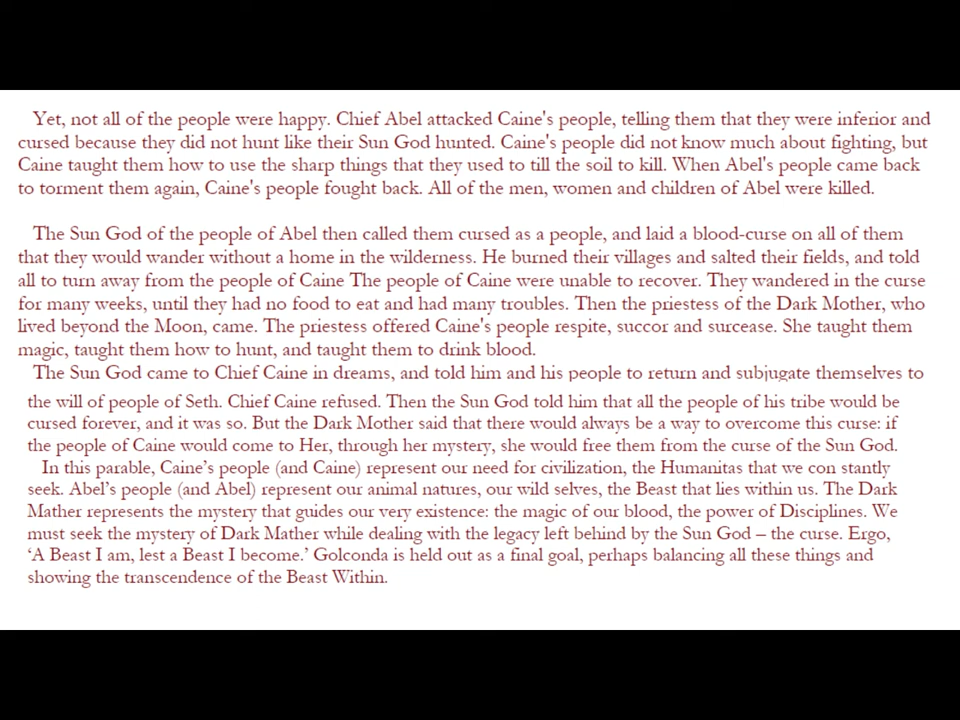 Yet, not all of the people were happy. Chief Abel attacked Caine's people, telling them that they were inferior and
cursed because they did not hunt like their Sun God hunted. Caine's people did not know much about fighting, but
Caine taught them how to use the sharp things that they used to till the soil to kill. When Abel's people came back
to torment them again, Caine's people fought back. All of the men, women and children of Abel were killed.
The Sun God of the people of Abel then called them cursed as a people, and laid a blood-curse on all of them
that they would wander without a home in the wilderness. He burned their villages and salted their fields, and told
all to turn away from the people of Caine The people of Caine were unable to recover. They wandered in the curse
for many weeks, until they had no food to eat and had many troubles. Then the priestess of the Dark Mother, who
lived beyond the Moon, came. The priestess offered Caine's people respite, succor and surcease. She taught them
magic, taught them how to hunt, and taught them to drink blood.
The Sun God came to Chief Caine in dreams, and told him and his people to return and subjugate themselves to
the will of people of Seth. Chief Caine refused. Then the Sun God told him that all the people of his tribe would be
cursed forever, and it was so. But the Dark Mother said that there would always be a way to overcome this curse: if
the people of Caine would come to Her, through her mystery, she would free them from the curse of the Sun God.
In this parable, Caine’s people (and Caine) represent our need for civilization, the Humanitas that we con stantly
seek. Abel’s people (and Abel) represent our animal natures, our wild selves, the Beast that lies within us. The Dark
Mather represents the mystery that guides our very existence: the magic of our blood, the power of Disciplines. We
must seek the mystery of Dark Mather while dealing with the legacy left behind by the Sun God – the curse. Ergo,
‘A Beast I am, lest a Beast I become.’ Golconda is held out as a final goal, perhaps balancing all these things and
showing the transcendence of the Beast Within.